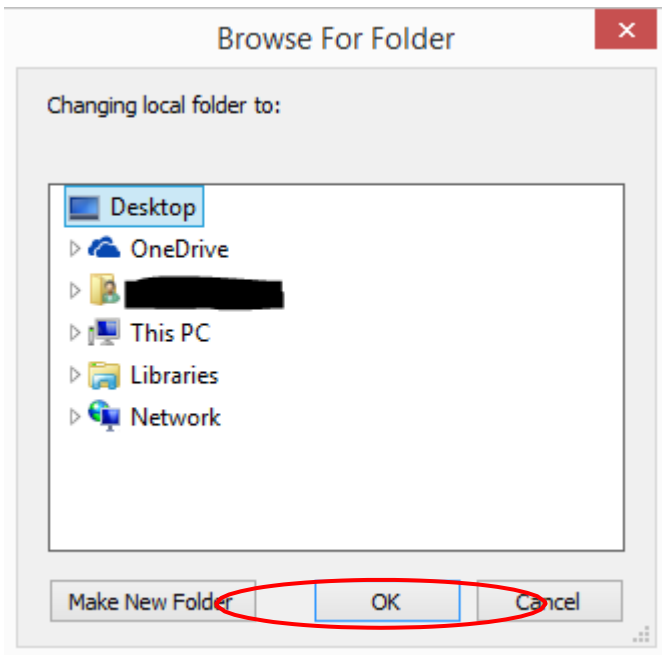 Browse For Folder
Changing local folder to:
Desktop
OneDrive
This PC
Libraries
Network
Make New Folder OK Cancel